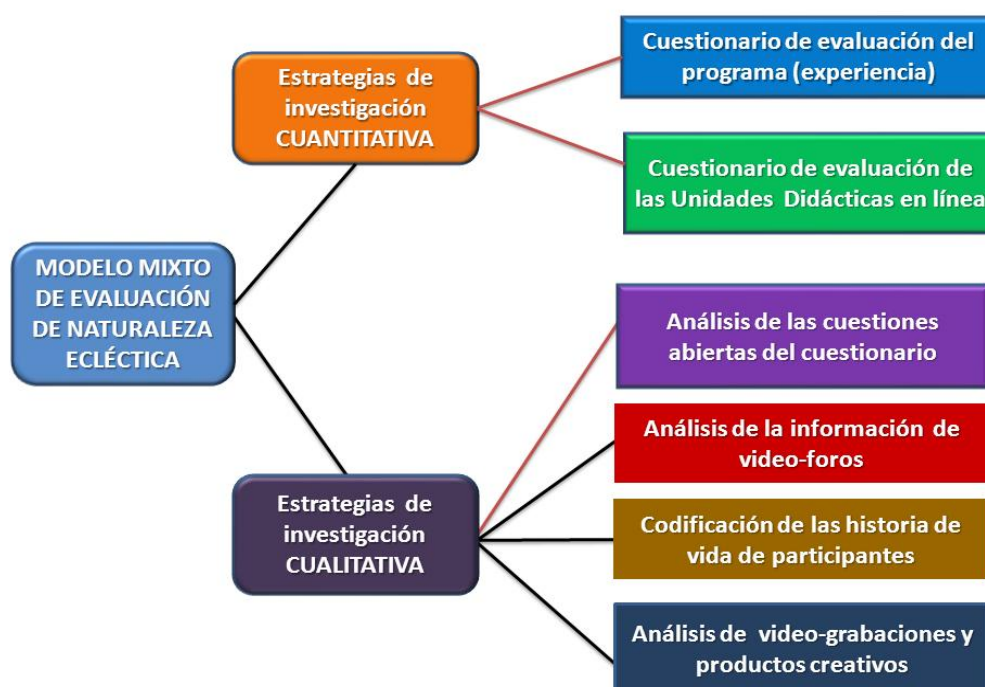 MODELO MIXTO
DE EVALUACIÓN
DE NATURALEZA
ECLÉCTICA
Estrategias de
investigación
CUANTITATIVA
Cuestionario de evaluación del
programa (experiencia)
Cuestionario de evaluación de
las Unidades Didácticas en línea
Estrategias de
investigación
CUALITATIVA
Análisis de las cuestiones
abiertas del cuestionario
Análisis de la información de
video-foros
Codificación de las historia de
vida de participantes
Análisis de video-grabaciones y
productos creativos